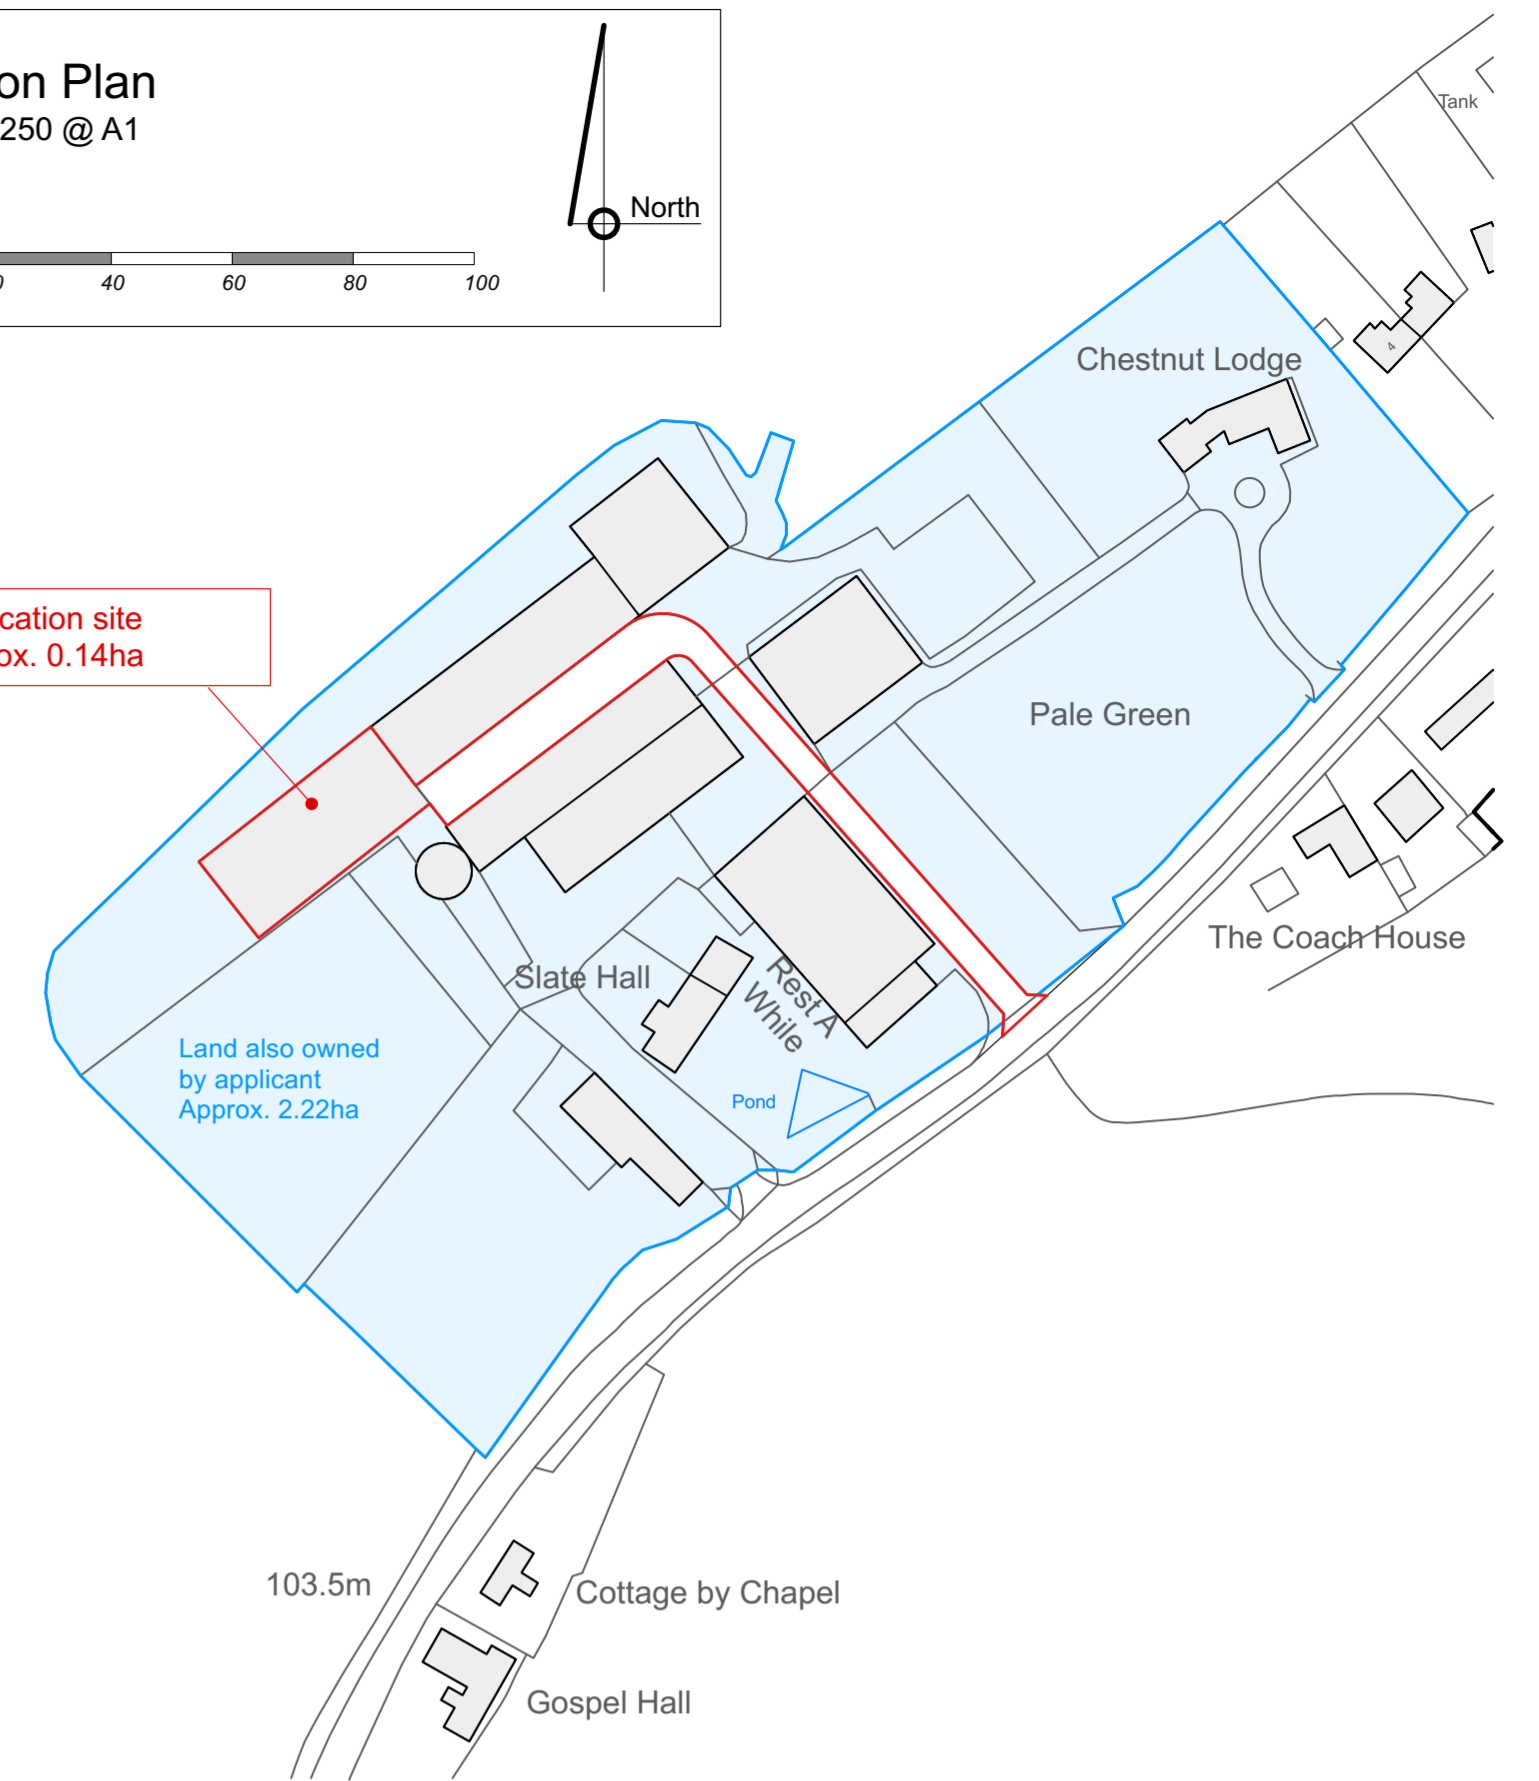 on Plan
250 @ A1
North
40
60
80
100
Tank
4
Chestnut Lodge
cation site
ox. 0.14ha
Pale Green
The Coach House
Slate Hall
Rest A
While
Land also owned
by applicant
Approx. 2.22ha
Pond
103.5m
Cottage by Chapel
Gospel Hall